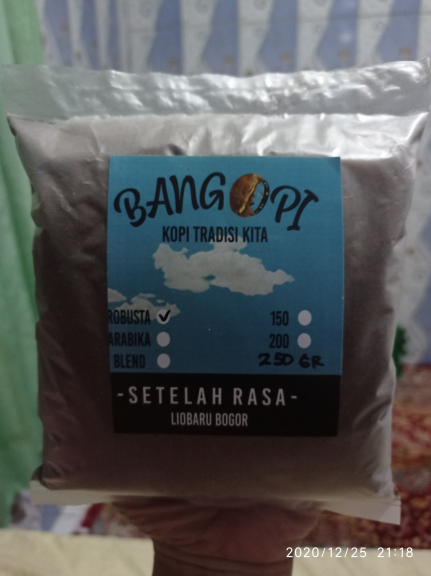 BANGOPI
KOPI TRADISI KITA
ROBUSTA 150
ARABIKA 200
BLEND 250 GR
-SETELAH RASA-
LIOBARU BOGOR
2020/12/25 21:18